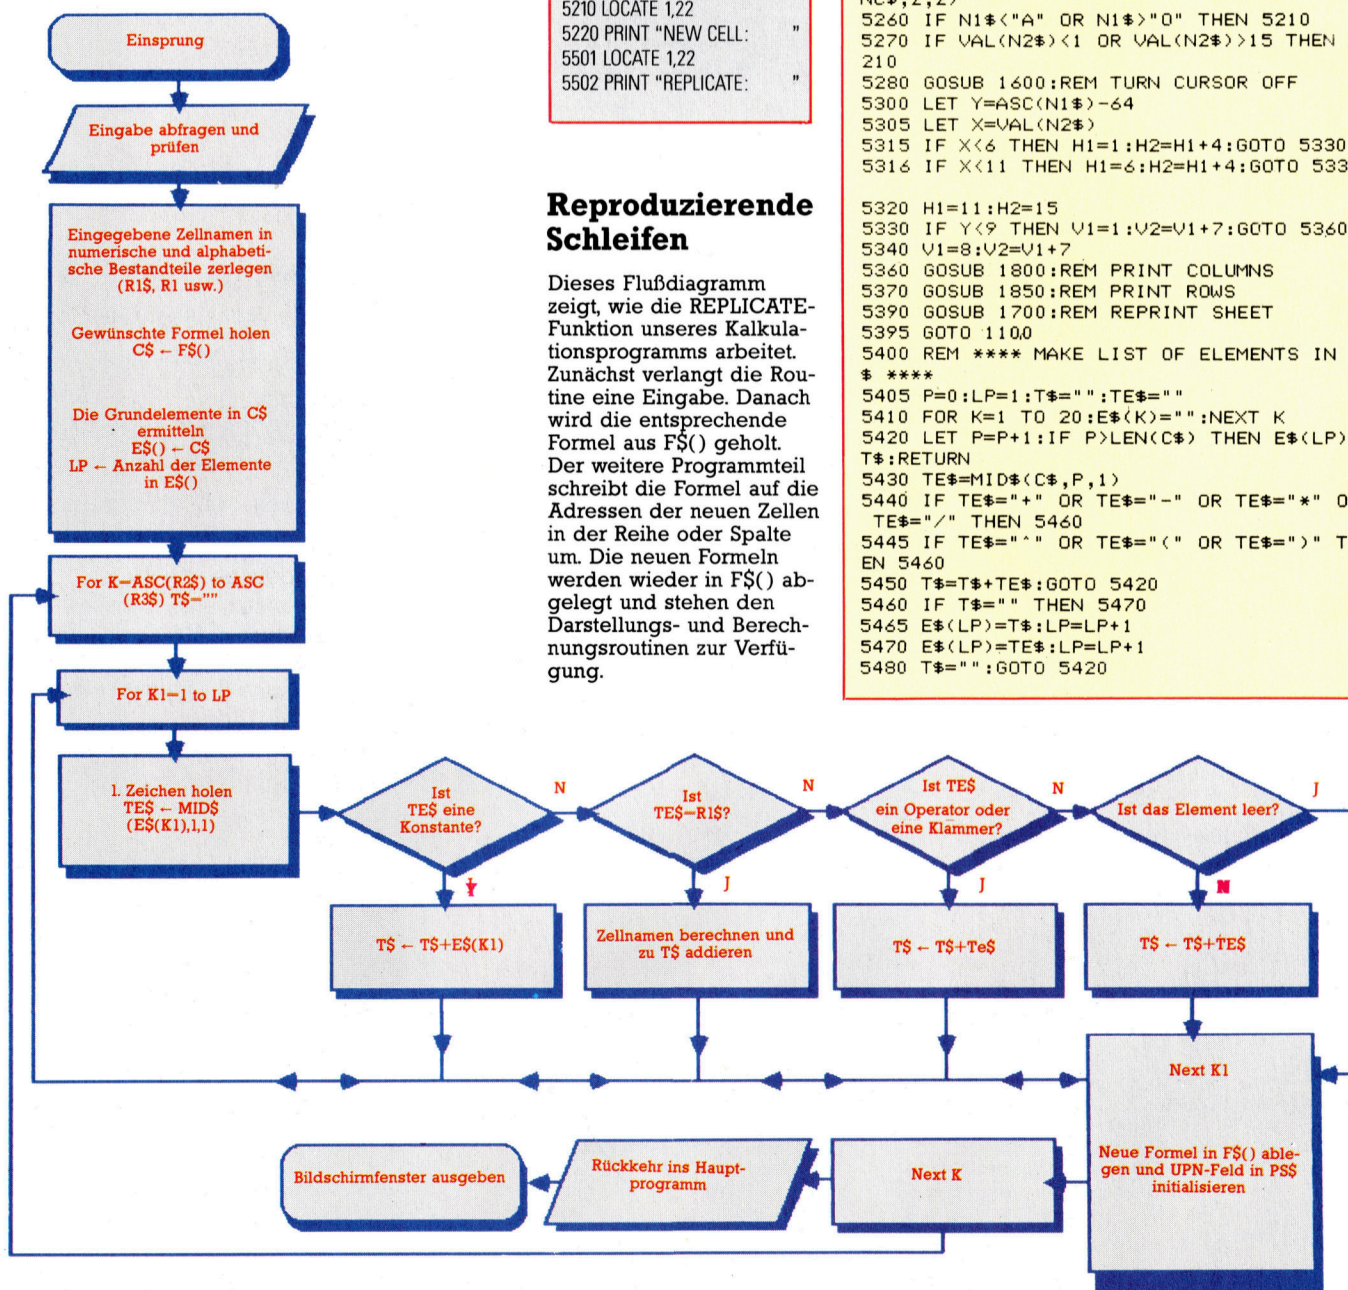 Einsprung
Eingabe abfragen und
prüfen
Eingegebene Zellnamen in
numerische und alphabeti-
sche Bestandteile zerlegen
(R1$, R1 usw.)
Gewünschte Formel holen
C$ ← F$()
Die Grundelemente in C$
ermitteln
E$() ← C$
LP ← Anzahl der Elemente
in E$()
For K=ASC(R2$) to ASC
(R3$) T$=""
For K1=1 to LP
1. Zeichen holen
TE$ ← MID$
(E$(K1),1,1)
5210 LOCATE 1,22
5220 PRINT "NEW CELL:      "
5501 LOCATE 1,22
5502 PRINT "REPLICATE:      "
Reproduzierende
Schleifen
Dieses Flußdiagramm
zeigt, wie die REPLICATE-
Funktion unseres Kalkula-
tionsprogramms arbeitet.
Zunächst verlangt die Rou-
tine eine Eingabe. Danach
wird die entsprechende
Formel aus F$() geholt.
Der weitere Programmteil
schreibt die Formel auf die
Adressen der neuen Zellen
in der Reihe oder Spalte
um. Die neuen Formeln
werden wieder in F$() ab-
gelegt und stehen den
Darstellungs- und Berech-
nungsroutinen zur Verfü-
gung.
5260 IF N1$<"A" OR N1$>"O" THEN 5210
5270 IF VAL(N2$)<1 OR VAL(N2$)>15 THEN
210
5280 GOSUB 1600:REM TURN CURSOR OFF
5300 LET Y=ASC(N1$)-64
5305 LET X=VAL(N2$)
5315 IF X<6 THEN H1=1:H2=H1+4:GOTO 5330
5316 IF X<11 THEN H1=6:H2=H1+4:GOTO 533
5320 H1=11:H2=15
5330 IF Y<9 THEN V1=1:V2=V1+7:GOTO 5360
5340 V1=8:V2=V1+7
5360 GOSUB 1800:REM PRINT COLUMNS
5370 GOSUB 1850:REM PRINT ROWS
5390 GOSUB 1700:REM REPRINT SHEET
5395 GOTO 1100
5400 REM **** MAKE LIST OF ELEMENTS IN
$ ****
5405 P=0:LP=1:T$="":TE$=""
5410 FOR K=1 TO 20:E$(K)="":NEXT K
5420 LET P=P+1:IF P>LEN(C$) THEN E$(LP)
T$:RETURN
5430 TE$=MID$(C$,P,1)
5440 IF TE$="+" OR TE$="-" OR TE$="*" O
TE$="/" THEN 5460
5445 IF TE$="^" OR TE$="(" OR TE$=")" T
EN 5460
5450 T$=T$+TE$:GOTO 5420
5460 IF T$="" THEN 5470
5465 E$(LP)=T$:LP=LP+1
5470 E$(LP)=TE$:LP=LP+1
5480 T$="":GOTO 5420
Ist
TE$ eine
Konstante?
N
Ist
TE$=R1$?
N
Ist TE$
ein Operator oder
eine Klammer?
N
Ist das Element leer?
J
Y
J
J
N
T$ ← T$+E$(K1)
Zellnamen berechnen und
zu T$ addieren
T$ ← T$+Te$
T$ ← T$+TE$
Next K1
Neue Formel in F$() able-
gen und UPN-Feld in PS$
initialisieren
Next K
Rückkehr ins Haupt-
programm
Bildschirmfenster ausgeben